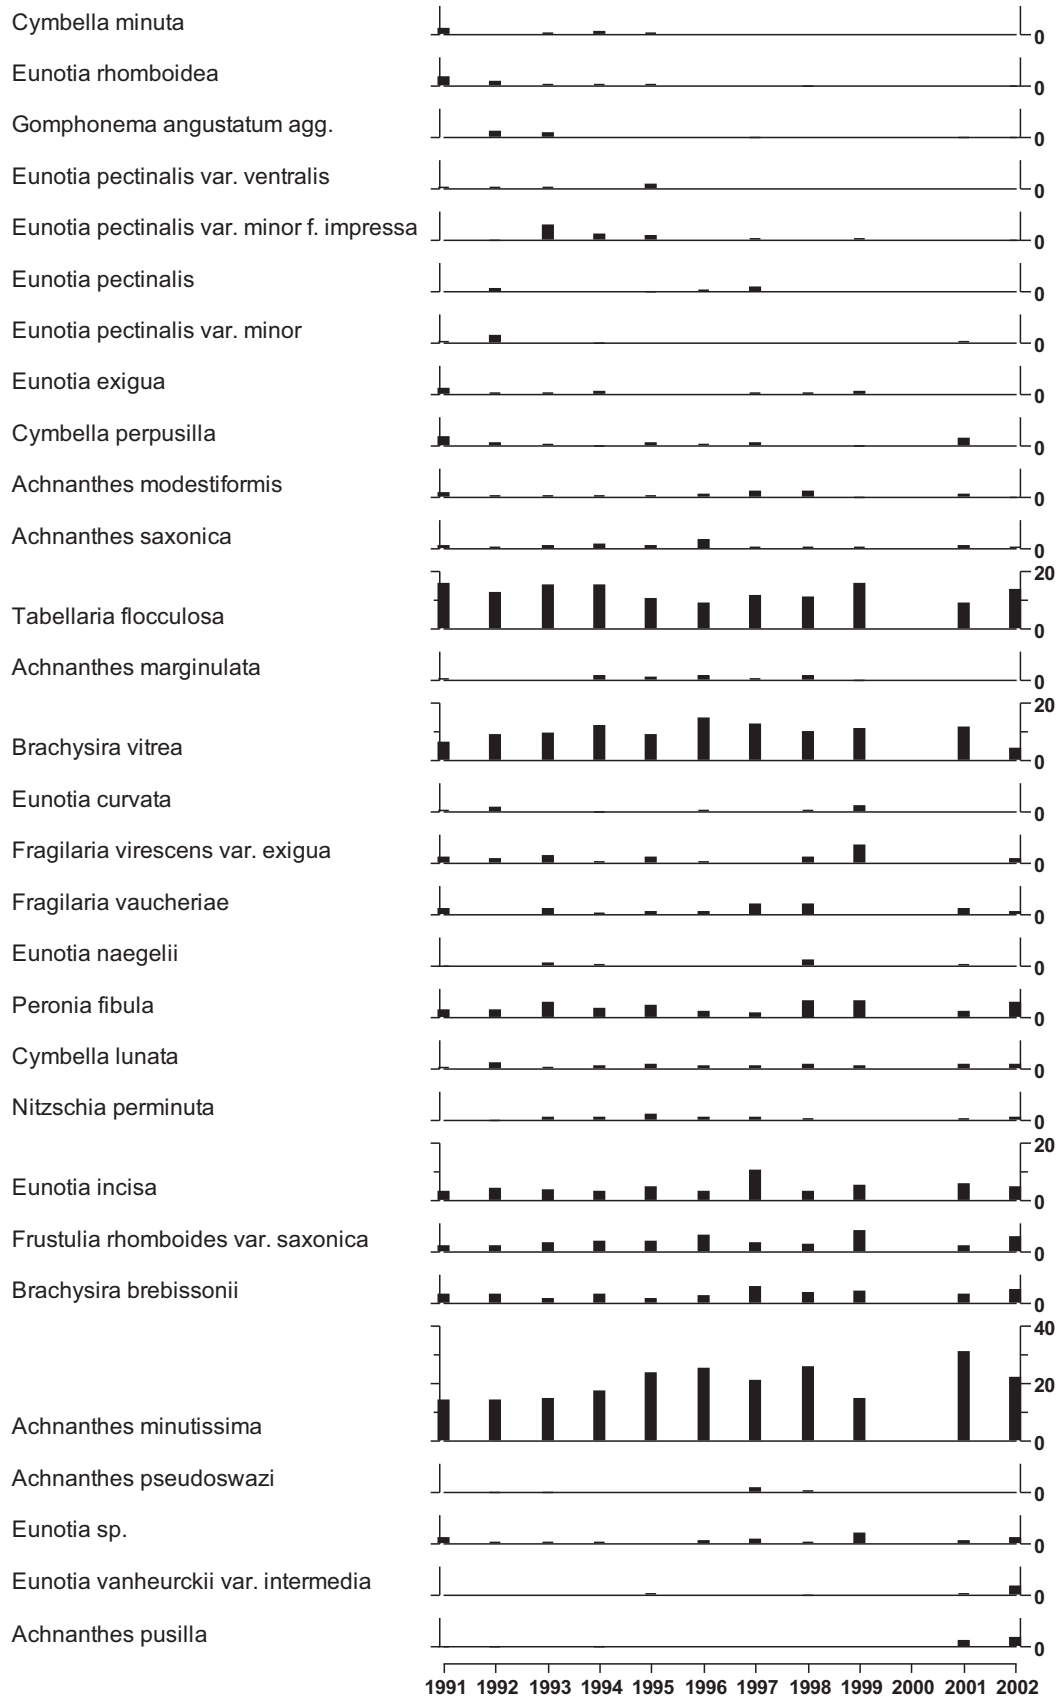 Cymbella minuta 0
Eunotia rhomboidea 0
Gomphonema angustatum agg. 0
Eunotia pectinalis var. ventralis 0
Eunotia pectinalis var. minor f. impressa 0
Eunotia pectinalis 0
Eunotia pectinalis var. minor 0
Eunotia exigua 0
Cymbella perpusilla 0
Achnanthes modestiformis 0
Achnanthes saxonica 0
20
Tabellaria flocculosa 0
Achnanthes marginulata 0
20
Brachysira vitrea 0
Eunotia curvata 0
Fragilaria virescens var. exigua 0
Fragilaria vaucheriae 0
Eunotia naegelii 0
Peronia fibula 0
Cymbella lunata 0
Nitzschia perminuta 0
20
Eunotia incisa 0
Frustulia rhomboides var. saxonica 0
Brachysira brebissonii 0
40
20
Achnanthes minutissima 0
Achnanthes pseudoswazi 0
Eunotia sp. 0
Eunotia vanheurckii var. intermedia 0
Achnanthes pusilla 0
1991 1992 1993 1994 1995 1996 1997 1998 1999 2000 2001 2002